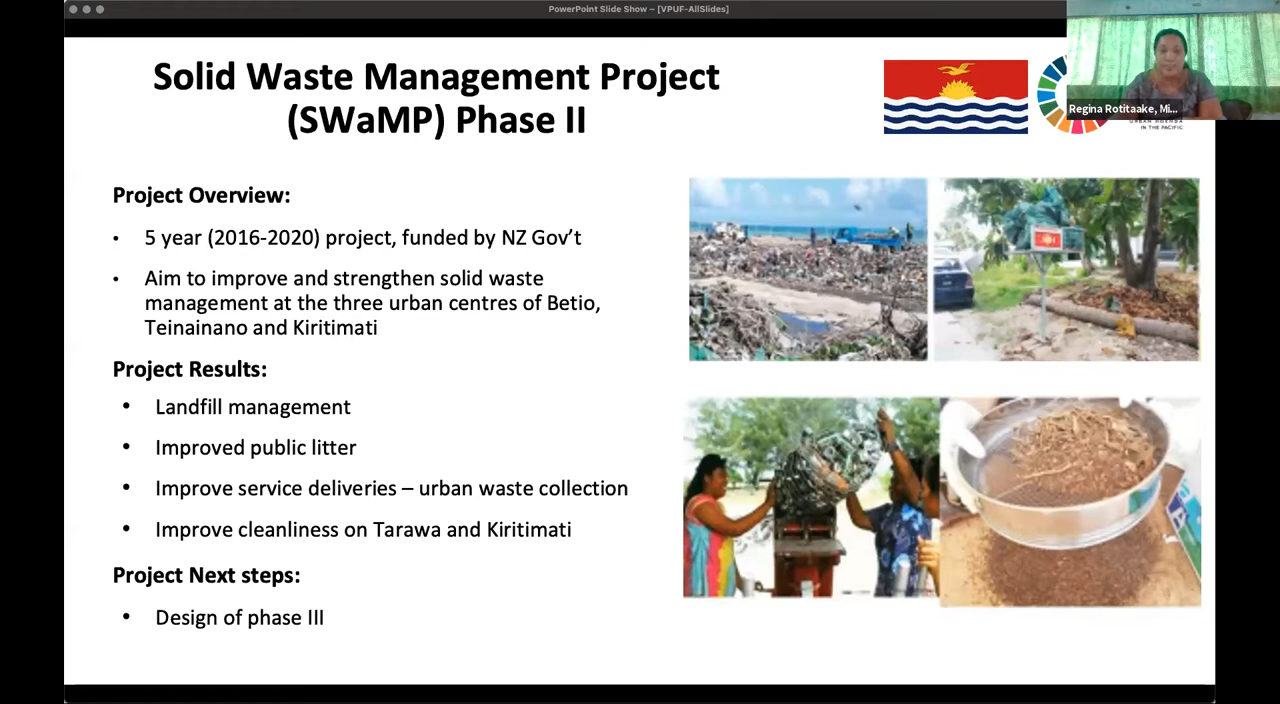 PowerPoint Slide Show – [VPUF-AllSlides]
Solid Waste Management Project
(SWaMP) Phase II
Regina Rotitaake, Mi...
IN THE PACIFIC
Project Overview:
• 5 year (2016-2020) project, funded by NZ Gov't
• Aim to improve and strengthen solid waste
management at the three urban centres of Betio,
Teinainano and Kiritimati
Project Results:
• Landfill management
• Improved public litter
• Improve service deliveries – urban waste collection
• Improve cleanliness on Tarawa and Kiritimati
Project Next steps:
• Design of phase III